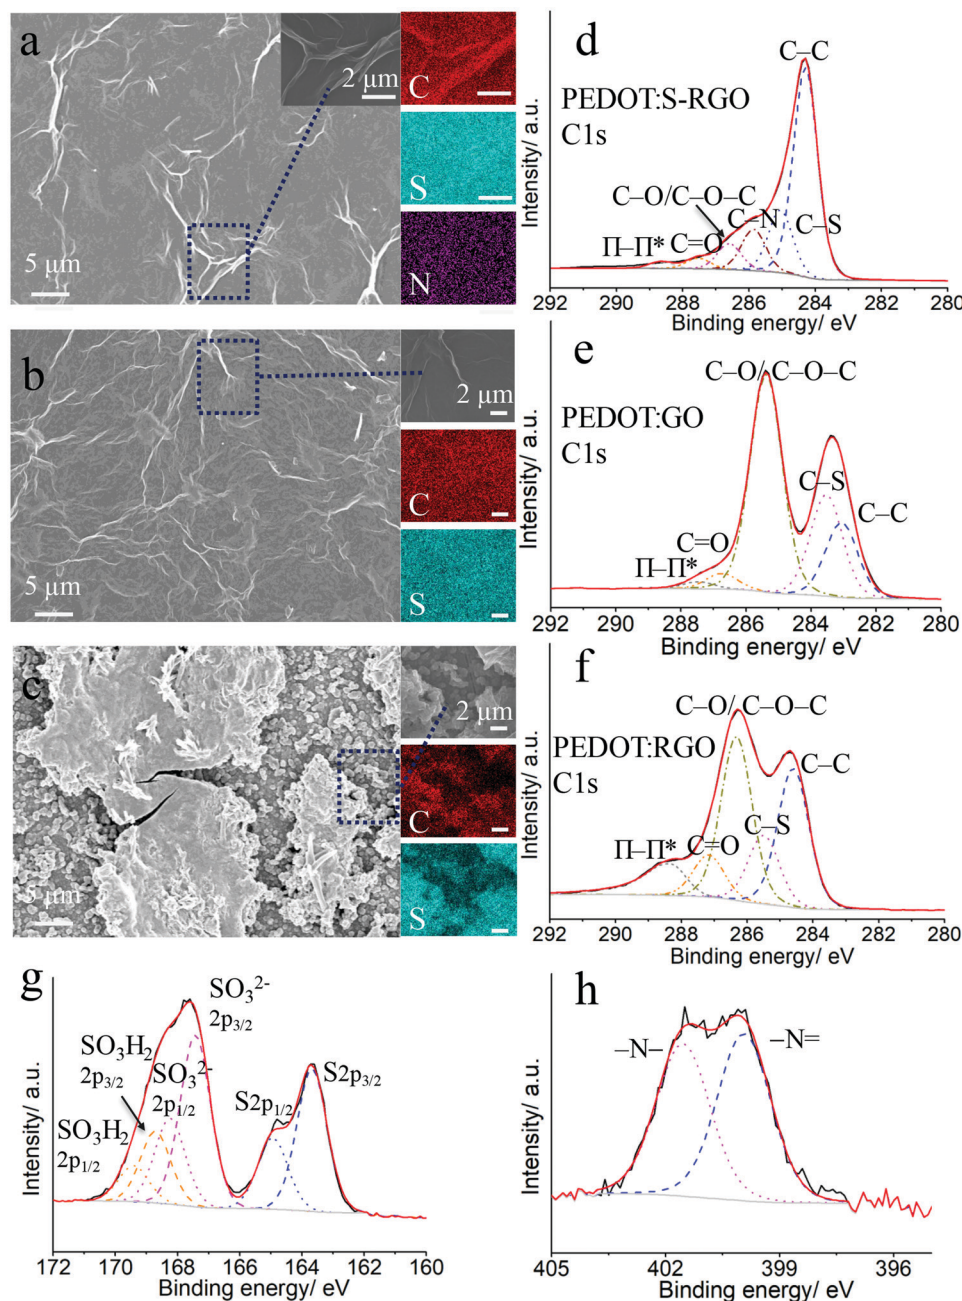 a
2 μm
C
S
N
5 μm
b
2 μm
C
S
5 μm
c
2 μm
C
S
5 μm
d
C–C
PEDOT:S-RGO
C1s
C–O/C–O–C
C–N
C–S
Π–Π*
C=O
Intensity/ a.u.
292 290 288 286 284 282 280
Binding energy/ eV
e
C–O/C–O–C
PEDOT:GO
C1s
C–S
C–C
C=O
Π–Π*
Intensity/ a.u.
292 290 288 286 284 282 280
Binding energy/ eV
f
C–O/C–O–C
PEDOT:RGO
C1s
C–C
C–S
Π–Π*
C=O
Intensity/ a.u.
292 290 288 286 284 282 280
Binding energy/ eV
g
SO₃²⁻
2p₃/₂
SO₃H₂
2p₃/₂
SO₃²⁻
2p₁/₂
SO₃H₂
2p₁/₂
S2p₁/₂
S2p₃/₂
Intensity/ a.u.
172 170 168 166 164 162 160
Binding energy/ eV
h
–N–
–N=
Intensity/ a.u.
405 402 399 396
Binding energy/ eV